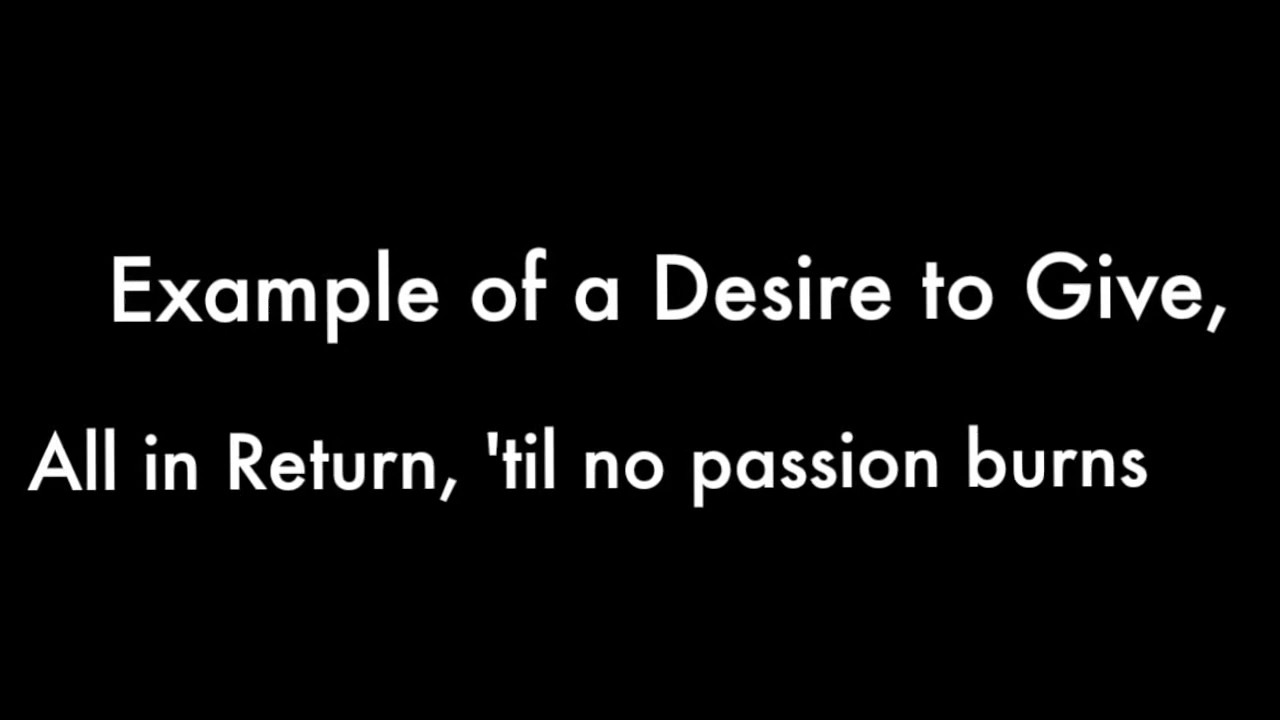 Example of a Desire to Give,
All in Return, 'til no passion burns